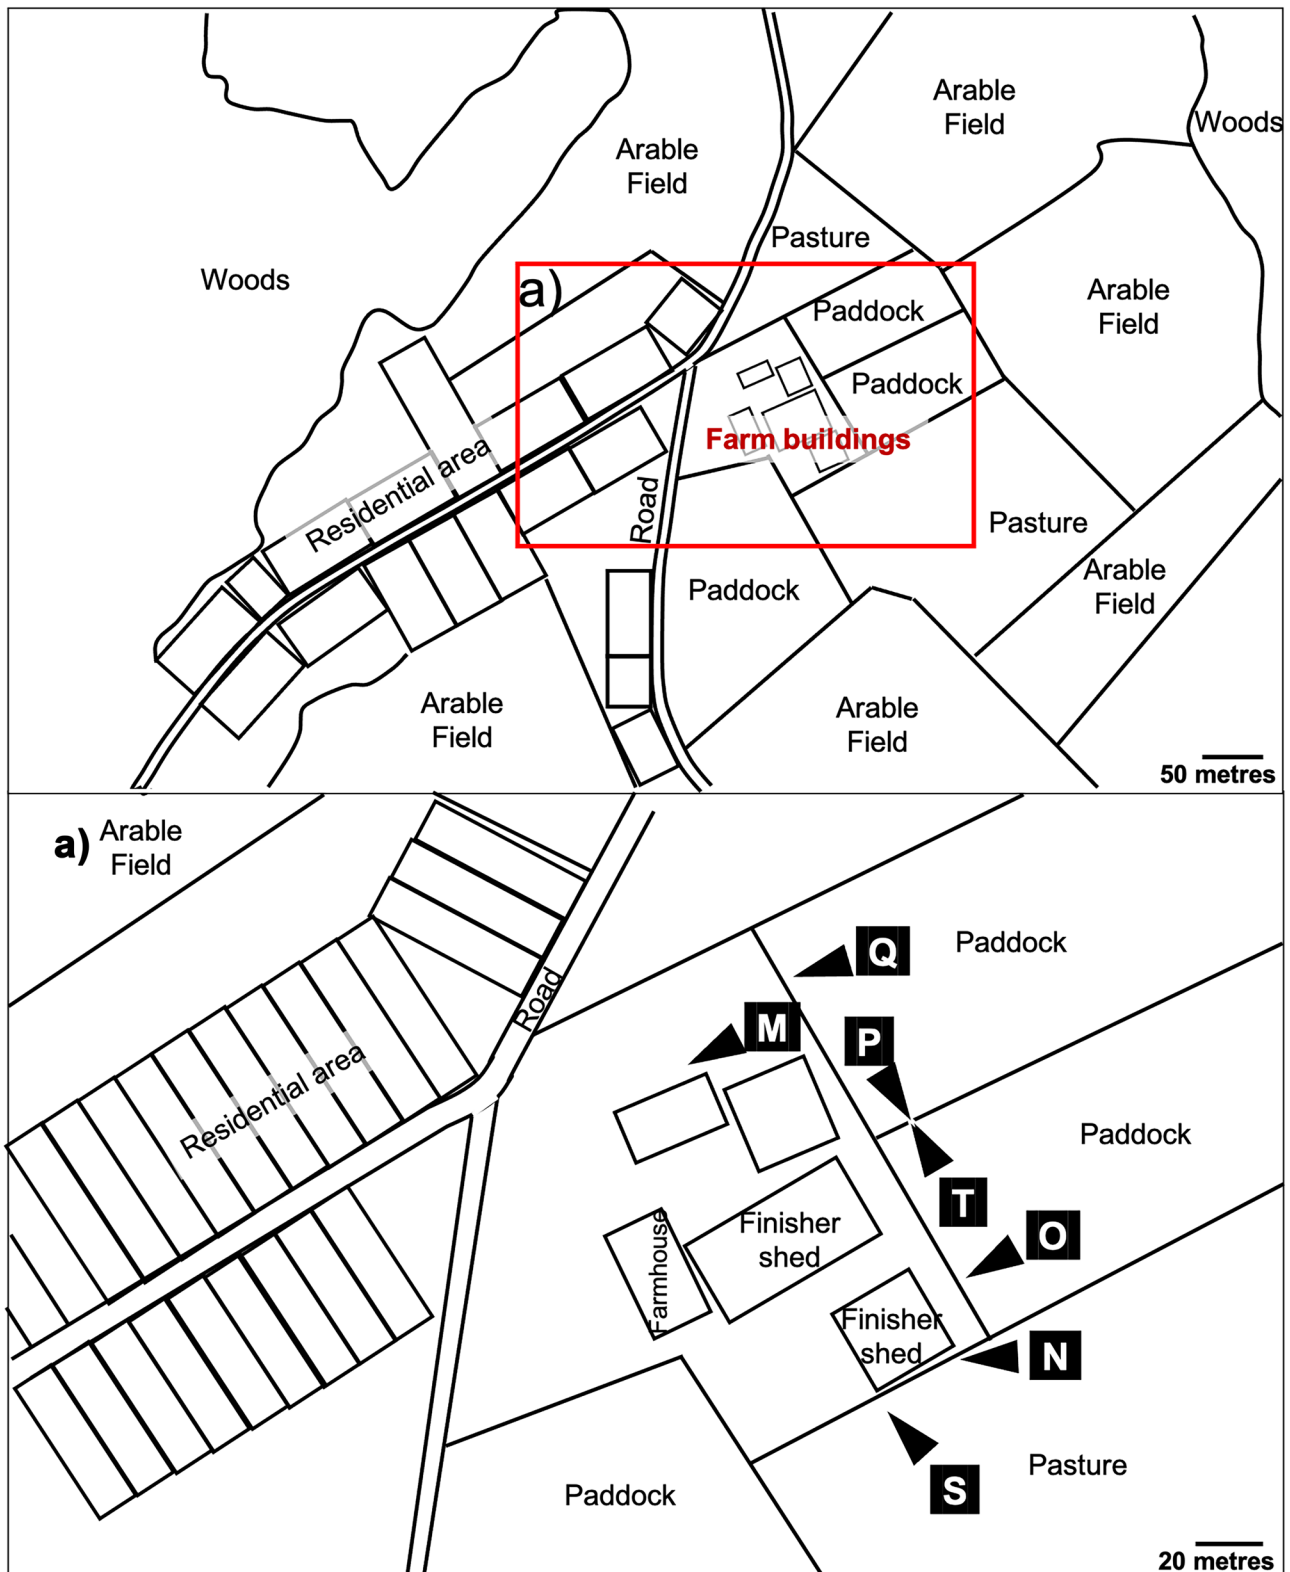 Arable
Field
Woods
Arable
Field
Pasture
Woods
a)
Paddock
Arable
Field
Paddock
Farm buildings
Residential area
Road
Pasture
Paddock
Arable
Field
Arable
Field
Arable
Field
50 metres
a)
Arable
Field
Q
Paddock
Road
M
P
Residential area
Paddock
T
Finisher
shed
O
Farmhouse
Finisher
shed
N
Pasture
S
Paddock
20 metres